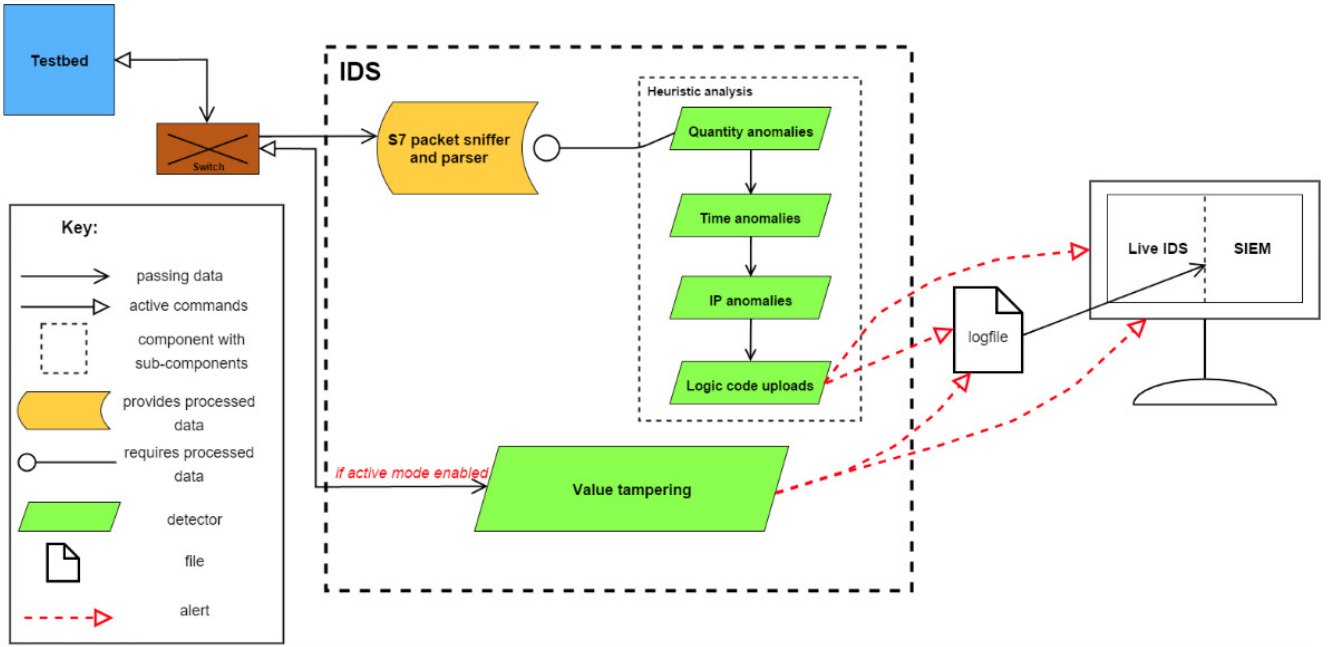 Testbed
Switch
IDS
S7 packet sniffer
and parser
Heuristic analysis
Quantity anomalies
Time anomalies
IP anomalies
Logic code uploads
if active mode enabled
Value tampering
logfile
Live IDS
SIEM
Key:
passing data
active commands
component with
sub-components
provides processed
data
requires processed
data
detector
file
alert